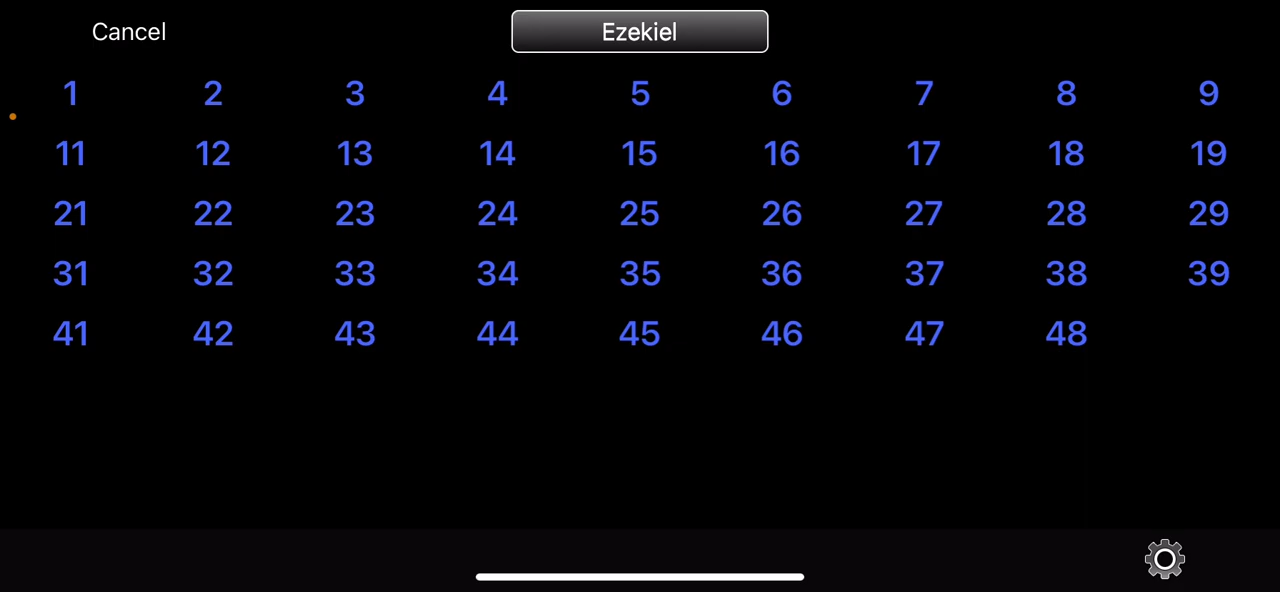 Cancel Ezekiel
1 2 3 4 5 6 7 8 9
11 12 13 14 15 16 17 18 19
21 22 23 24 25 26 27 28 29
31 32 33 34 35 36 37 38 39
41 42 43 44 45 46 47 48